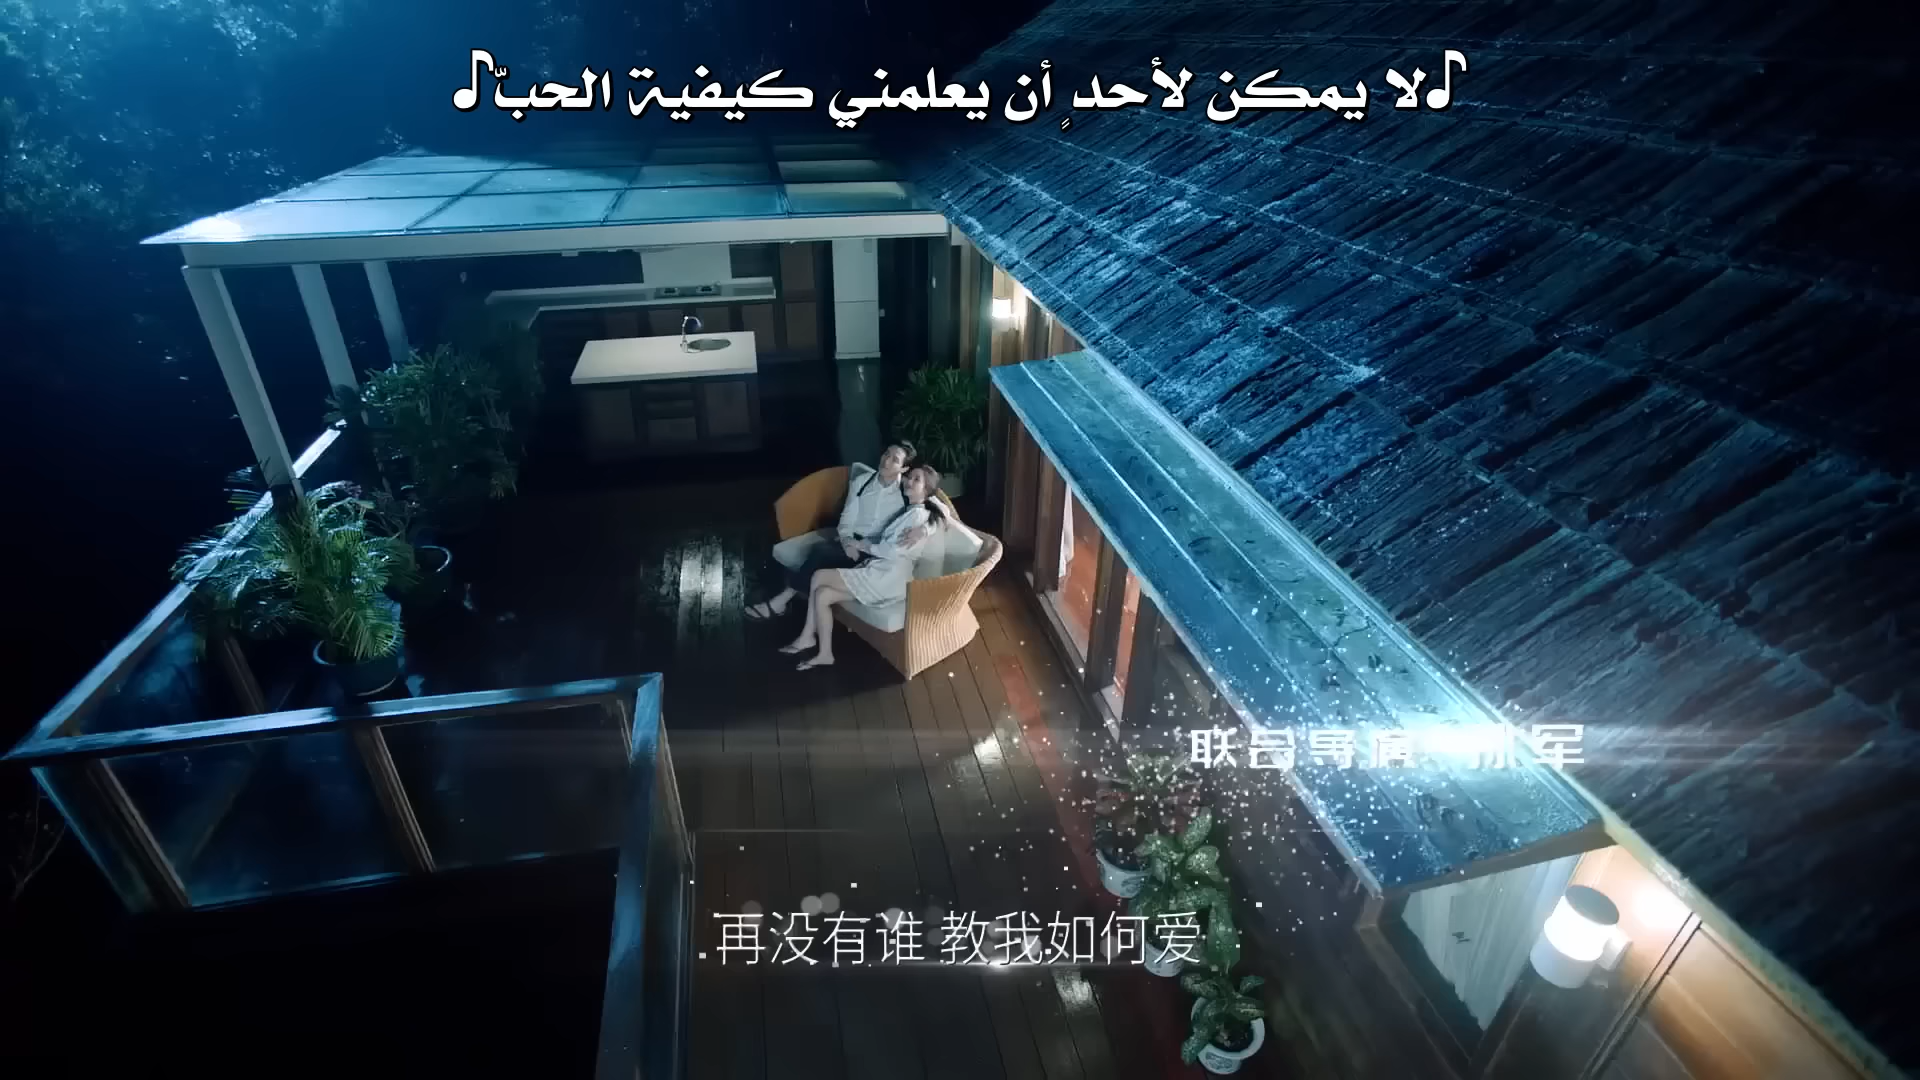 ♪لا يمكن لأحدٍ أن يعلمني كيفية الحبّ♪
联合导演 军
再没有谁 教我如何爱